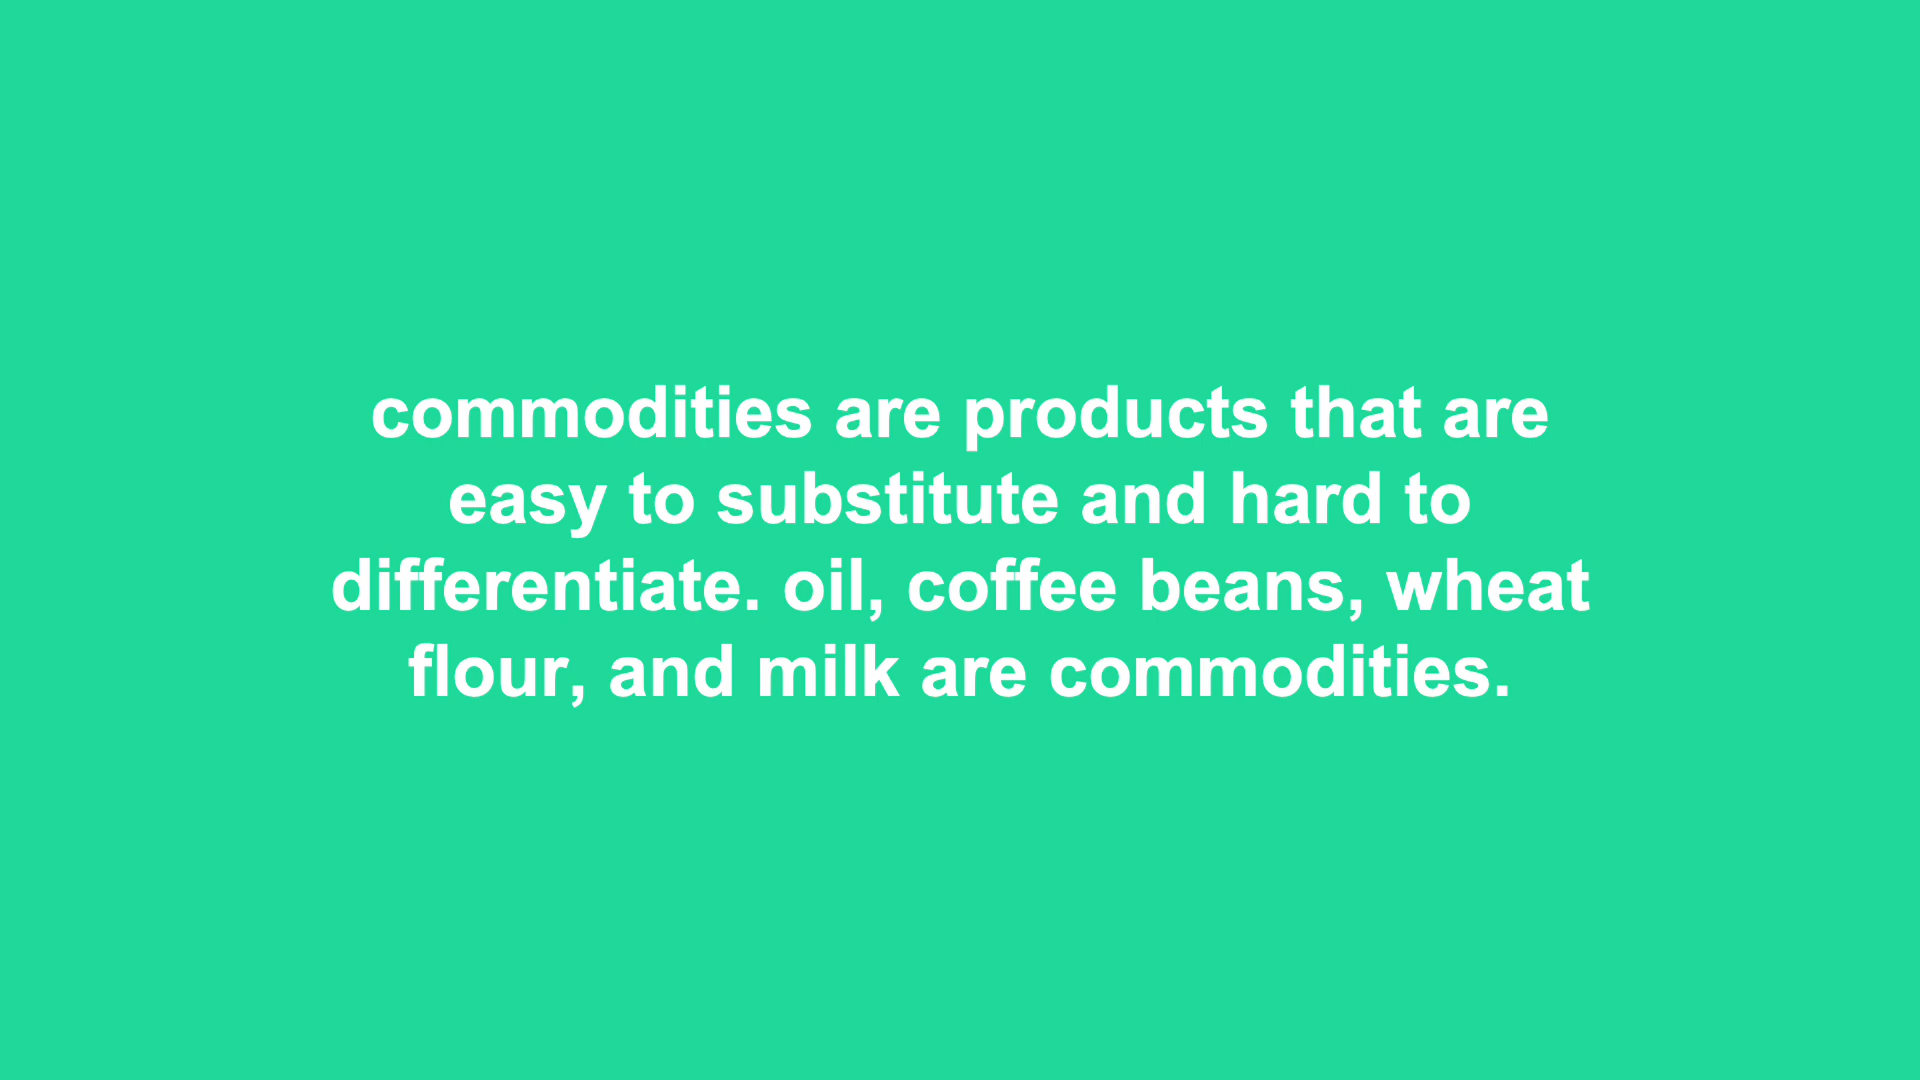 commodities are products that are
easy to substitute and hard to
differentiate. oil, coffee beans, wheat
flour, and milk are commodities.